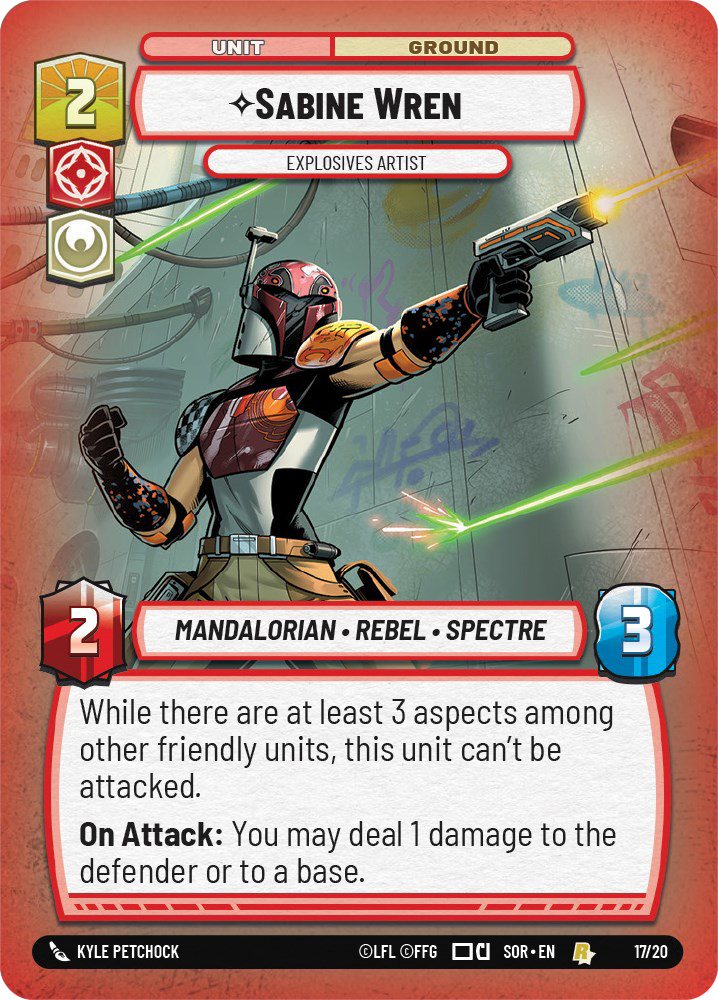 UNIT GROUND
2
✧SABINE WREN
EXPLOSIVES ARTIST
2
MANDALORIAN • REBEL • SPECTRE
3
While there are at least 3 aspects among
other friendly units, this unit can't be
attacked.
On Attack: You may deal 1 damage to the
defender or to a base.
KYLE PETCHOCK ©LFL ©FFG SOR • EN R 17/20